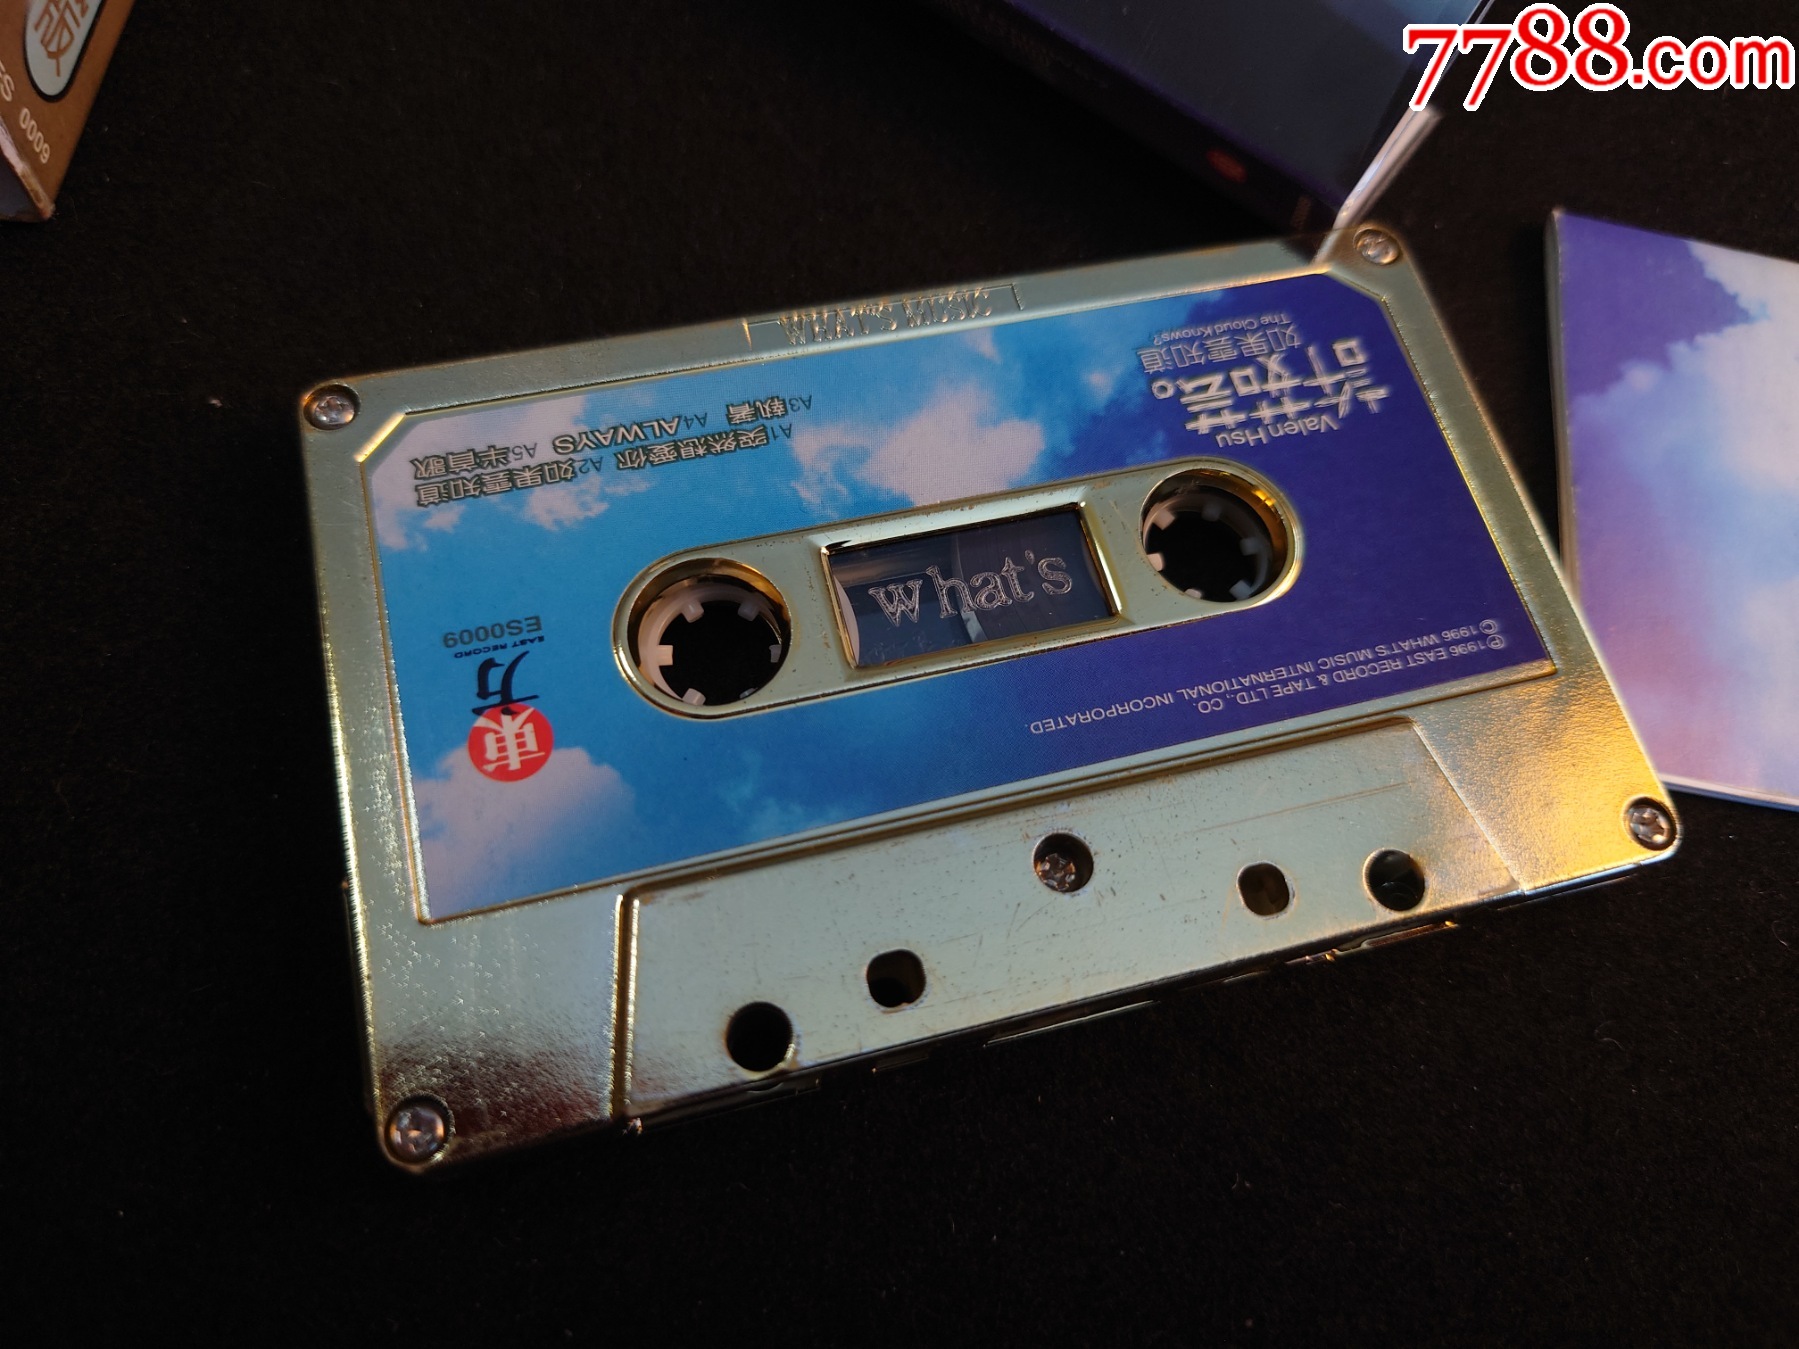 7788.com
S 0009
WHAT'S MUSIC
what's
Valen Hsu
許茹芸。
如果雲知道
The Cloud Knows?
A1突然想愛你 A2如果雲知道
A3執著 A4ALWAYS A5半首歌
東方
EAST RECORD
ES0009
Ⓟ1996 EAST RECORD & TAPE LTD., CO.
©1996 WHAT'S MUSIC INTERNATIONAL INCORPORATED.